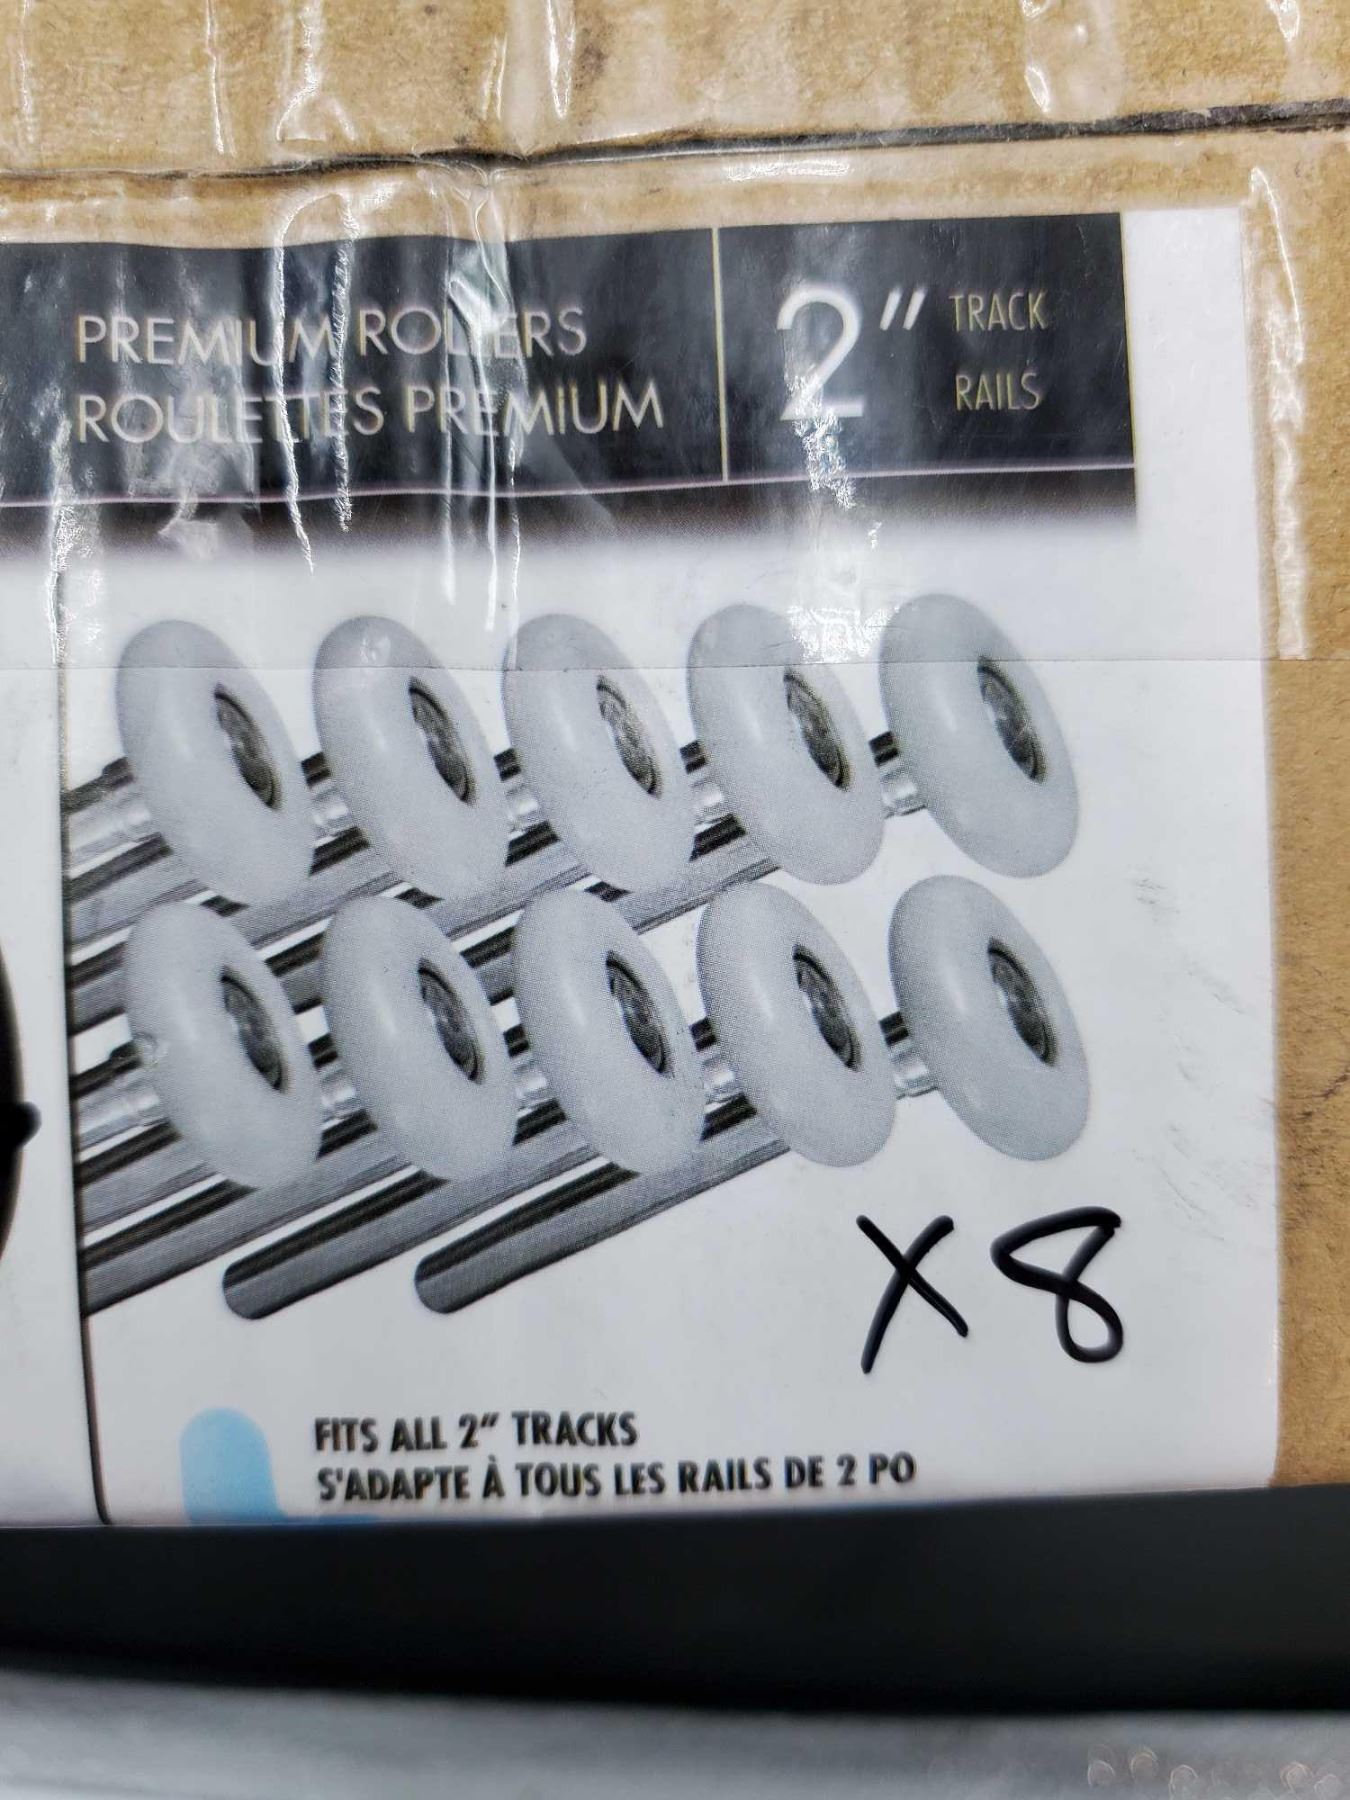 PREMIUM ROLLERS
ROULETTES PREMIUM
2" TRACK
RAILS
X8
FITS ALL 2" TRACKS
S'ADAPTE À TOUS LES RAILS DE 2 PO